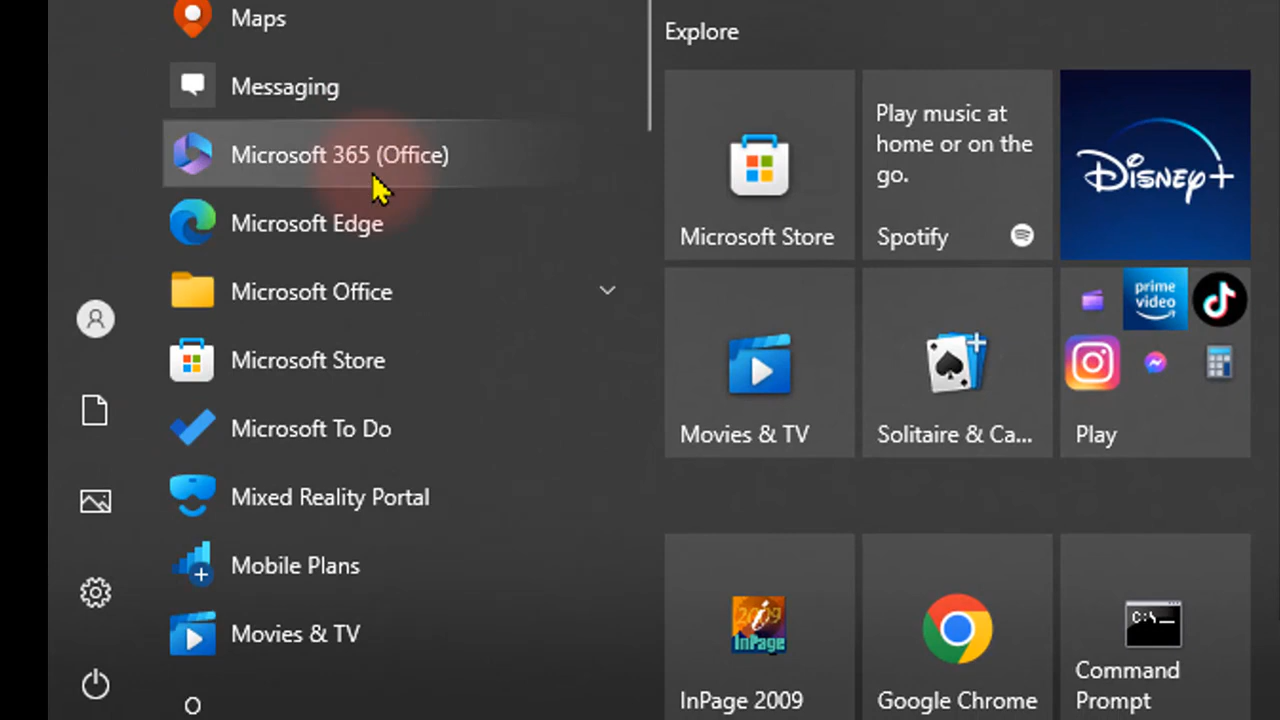 Maps
Messaging
Microsoft 365 (Office)
Microsoft Edge
Microsoft Office
Microsoft Store
Microsoft To Do
Mixed Reality Portal
Mobile Plans
Movies & TV
O
Explore
Microsoft Store
Play music at
home or on the
go.
Spotify
Disney+
Movies & TV
Solitaire & Ca...
prime
video
Play
2009
InPage
InPage 2009
Google Chrome
C:\_
Command
Prompt